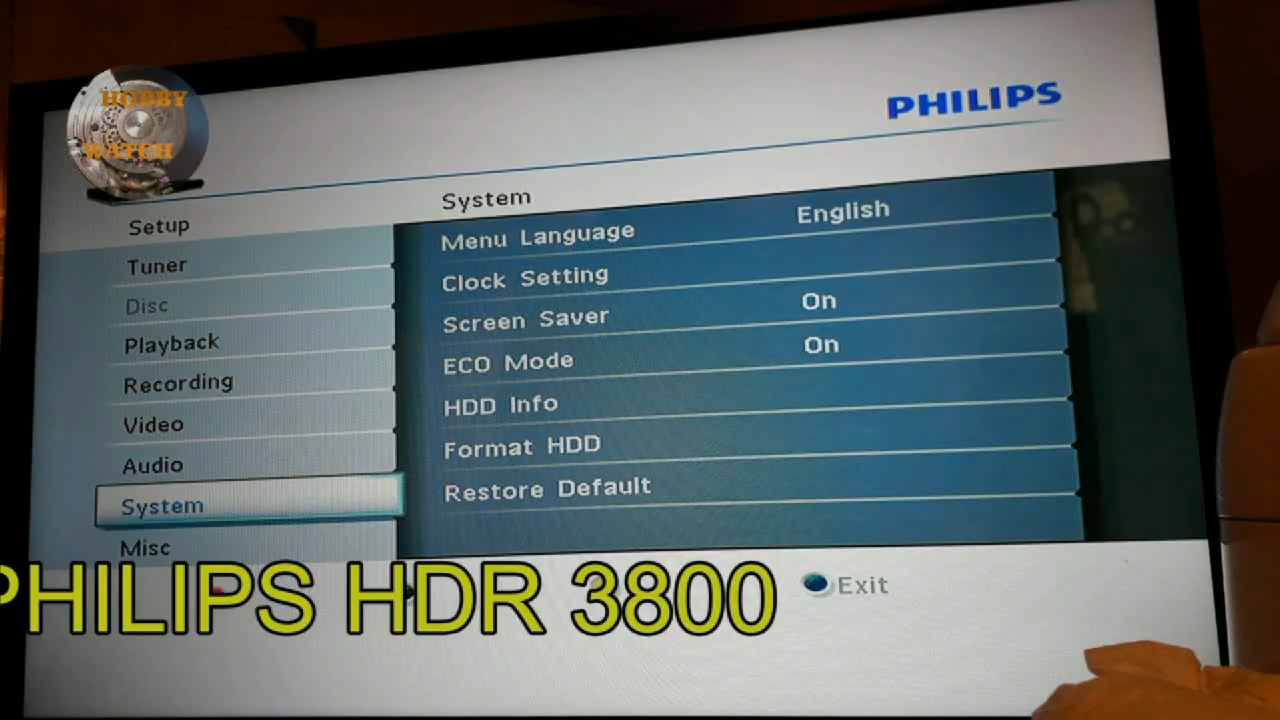 HOBBY
WATCH
PHILIPS
Setup
System
Tuner
Menu Language English
Disc
Clock Setting
Playback
Screen Saver On
Recording
ECO Mode On
Video
HDD Info
Audio
Format HDD
System
Restore Default
Misc
PHILIPS HDR 3800
Exit